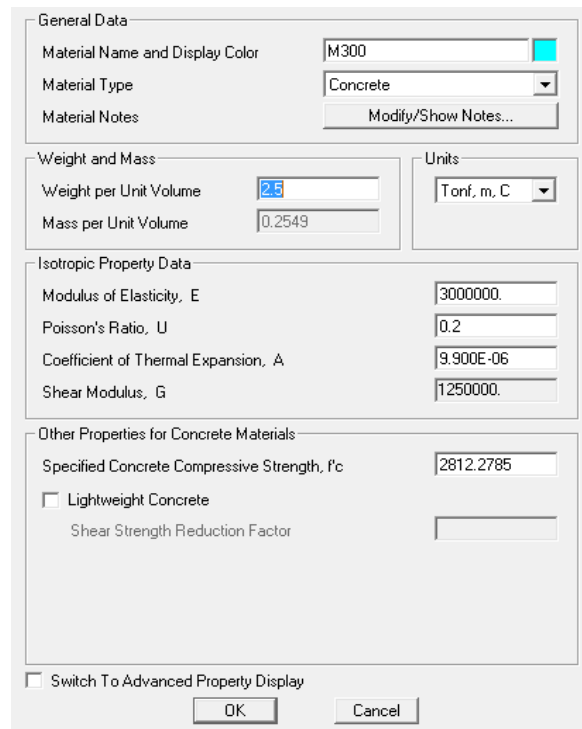 General Data
Material Name and Display Color M300
Material Type Concrete
Material Notes Modify/Show Notes...
Weight and Mass
Weight per Unit Volume 2.5
Mass per Unit Volume 0.2549
Units
Tonf, m, C
Isotropic Property Data
Modulus of Elasticity, E 3000000.
Poisson's Ratio, U 0.2
Coefficient of Thermal Expansion, A 9.900E-06
Shear Modulus, G 1250000.
Other Properties for Concrete Materials
Specified Concrete Compressive Strength, f'c 2812.2785
Lightweight Concrete
Shear Strength Reduction Factor
Switch To Advanced Property Display
OK Cancel